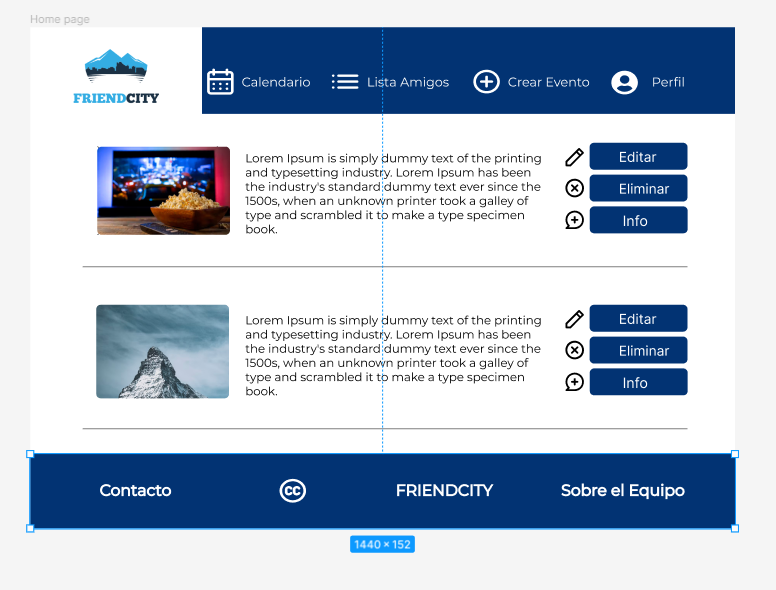 Home page
FRIENDCITY
Calendario
Lista Amigos
Crear Evento
Perfil
Lorem Ipsum is simply dummy text of the printing
and typesetting industry. Lorem Ipsum has been
the industry's standard dummy text ever since the
1500s, when an unknown printer took a galley of
type and scrambled it to make a type specimen
book.
Editar
Eliminar
Info
Lorem Ipsum is simply dummy text of the printing
and typesetting industry. Lorem Ipsum has been
the industry's standard dummy text ever since the
1500s, when an unknown printer took a galley of
type and scrambled it to make a type specimen
book.
Editar
Eliminar
Info
Contacto
CC
FRIENDCITY
Sobre el Equipo
1440 × 152